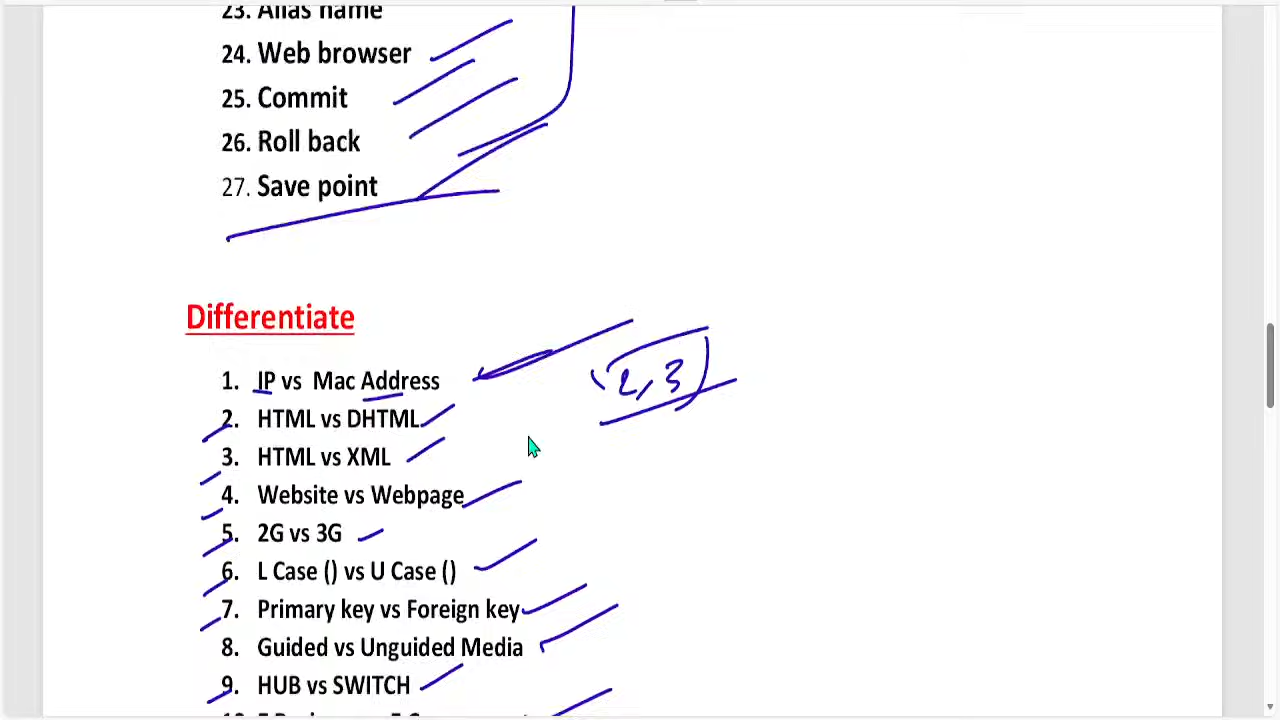 23. Alias name
24. Web browser
25. Commit
26. Roll back
27. Save point
Differentiate
1. IP vs Mac Address
2, 3
2. HTML vs DHTML
3. HTML vs XML
4. Website vs Webpage
5. 2G vs 3G
6. L Case () vs U Case ()
7. Primary key vs Foreign key
8. Guided vs Unguided Media
9. HUB vs SWITCH